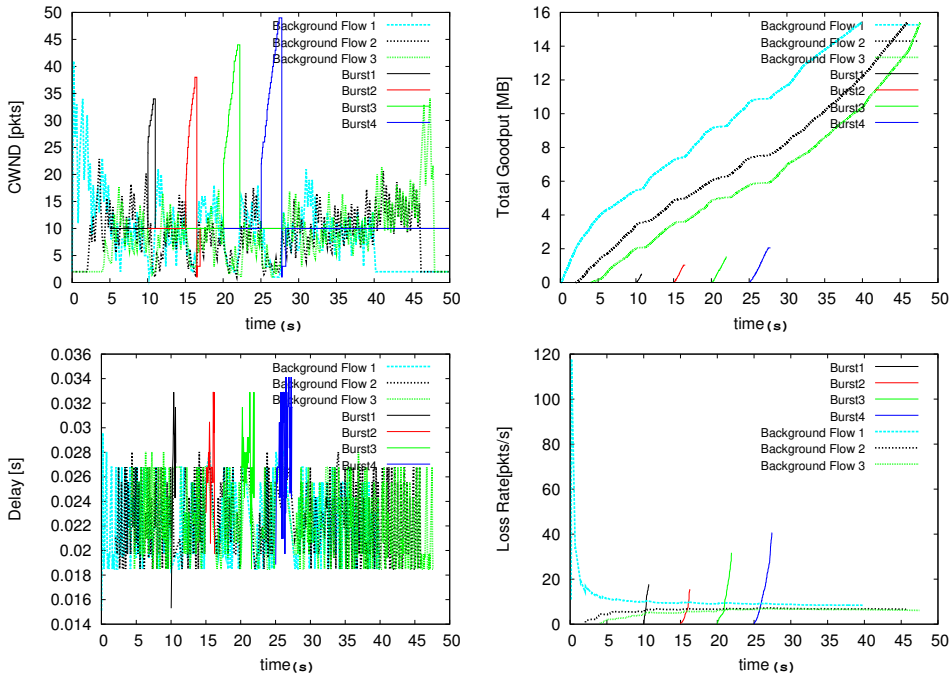 50
45
40
35
30
25
20
15
10
5
0
CWND [pkts]
0 5 10 15 20 25 30 35 40 45 50
time(s)
Background Flow 1
Background Flow 2
Background Flow 3
Burst1
Burst2
Burst3
Burst4
16
14
12
10
8
6
4
2
0
Total Goodput [MB]
0 5 10 15 20 25 30 35 40 45 50
time(s)
Background Flow 1
Background Flow 2
Background Flow 3
Burst1
Burst2
Burst3
Burst4
0.036
0.034
0.032
0.03
0.028
0.026
0.024
0.022
0.02
0.018
0.016
0.014
Delay [s]
0 5 10 15 20 25 30 35 40 45 50
time(s)
Background Flow 1
Background Flow 2
Background Flow 3
Burst1
Burst2
Burst3
Burst4
120
100
80
60
40
20
0
Loss Rate[pkts/s]
0 5 10 15 20 25 30 35 40 45 50
time(s)
Burst1
Burst2
Burst3
Burst4
Background Flow 1
Background Flow 2
Background Flow 3